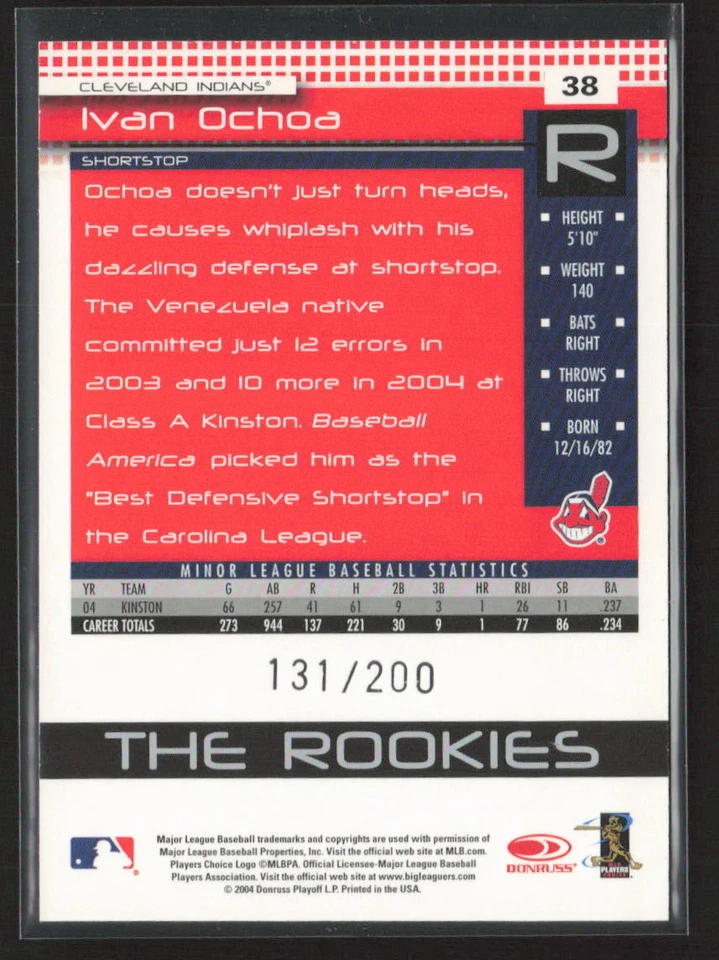 CLEVELAND INDIANS®
38
Ivan Ochoa
R
SHORTSTOP
Ochoa doesn't just turn heads,
he causes whiplash with his
dazzling defense at shortstop.
The Venezuela native
committed just 12 errors in
2003 and 10 more in 2004 at
Class A Kinston. Baseball
America picked him as the
"Best Defensive Shortstop" in
the Carolina League.
HEIGHT
5'10"
WEIGHT
140
BATS
RIGHT
THROWS
RIGHT
BORN
12/16/82
MINOR LEAGUE BASEBALL STATISTICS
YR TEAM G AB R H 2B 3B HR RBI SB BA
04 KINSTON 66 257 41 61 9 3 1 26 11 .237
CAREER TOTALS 273 944 137 221 30 9 1 77 86 .234
131/200
THE ROOKIES
Major League Baseball trademarks and copyrights are used with permission of
Major League Baseball Properties, Inc. Visit the official web site at MLB.com.
Players Choice Logo ©MLBPA. Official Licensee-Major League Baseball
Players Association. Visit the official web site at www.bigleaguers.com
© 2004 Donruss Playoff L.P. Printed in the USA.
DONRUSS®
PLAYERS